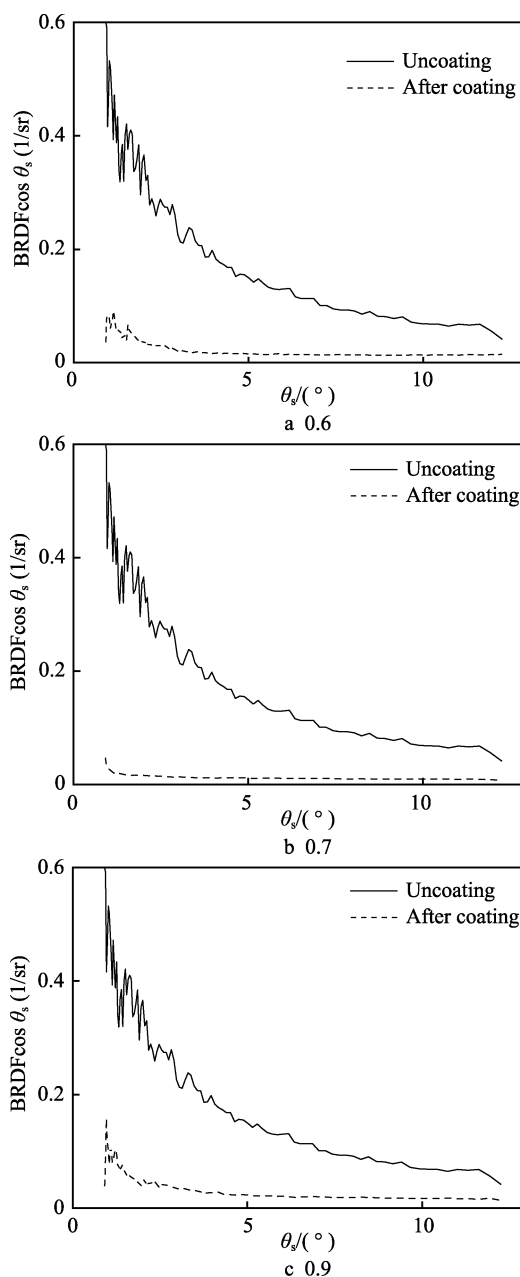 0.6
0.4
0.2
0
BRDFcos θs (1/sr)
Uncoating
After coating
0 5 10
θs/(°)
a 0.6
0.6
0.4
0.2
0
BRDFcos θs (1/sr)
Uncoating
After coating
0 5 10
θs/(°)
b 0.7
0.6
0.4
0.2
0
BRDFcos θs (1/sr)
Uncoating
After coating
0 5 10
θs/(°)
c 0.9